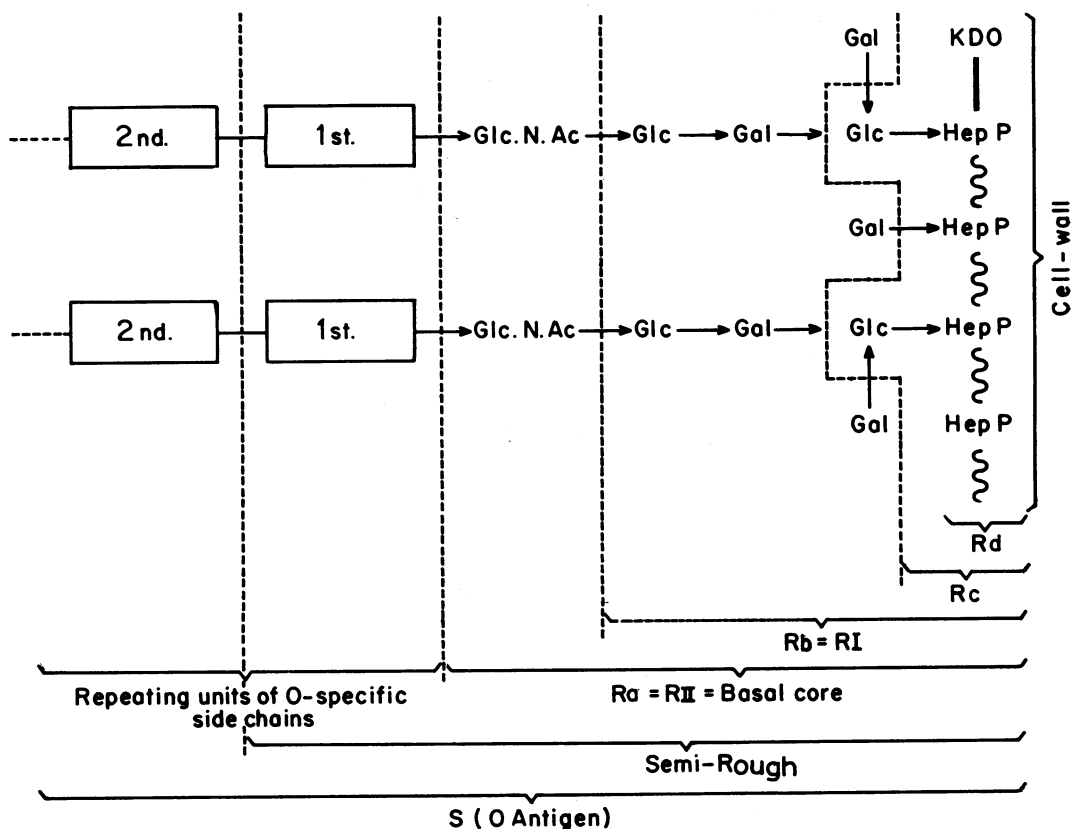 Gal KDO
2nd. 1st. Glc. N. Ac Glc Gal Glc Hep P
Gal Hep P
2nd. 1st. Glc. N. Ac Glc Gal Glc Hep P
Gal Hep P
Cell-wall
Rd
Rc
Rb = RI
Repeating units of O-specific
side chains
Ra = RII = Basal core
Semi-Rough
S ( O Antigen)